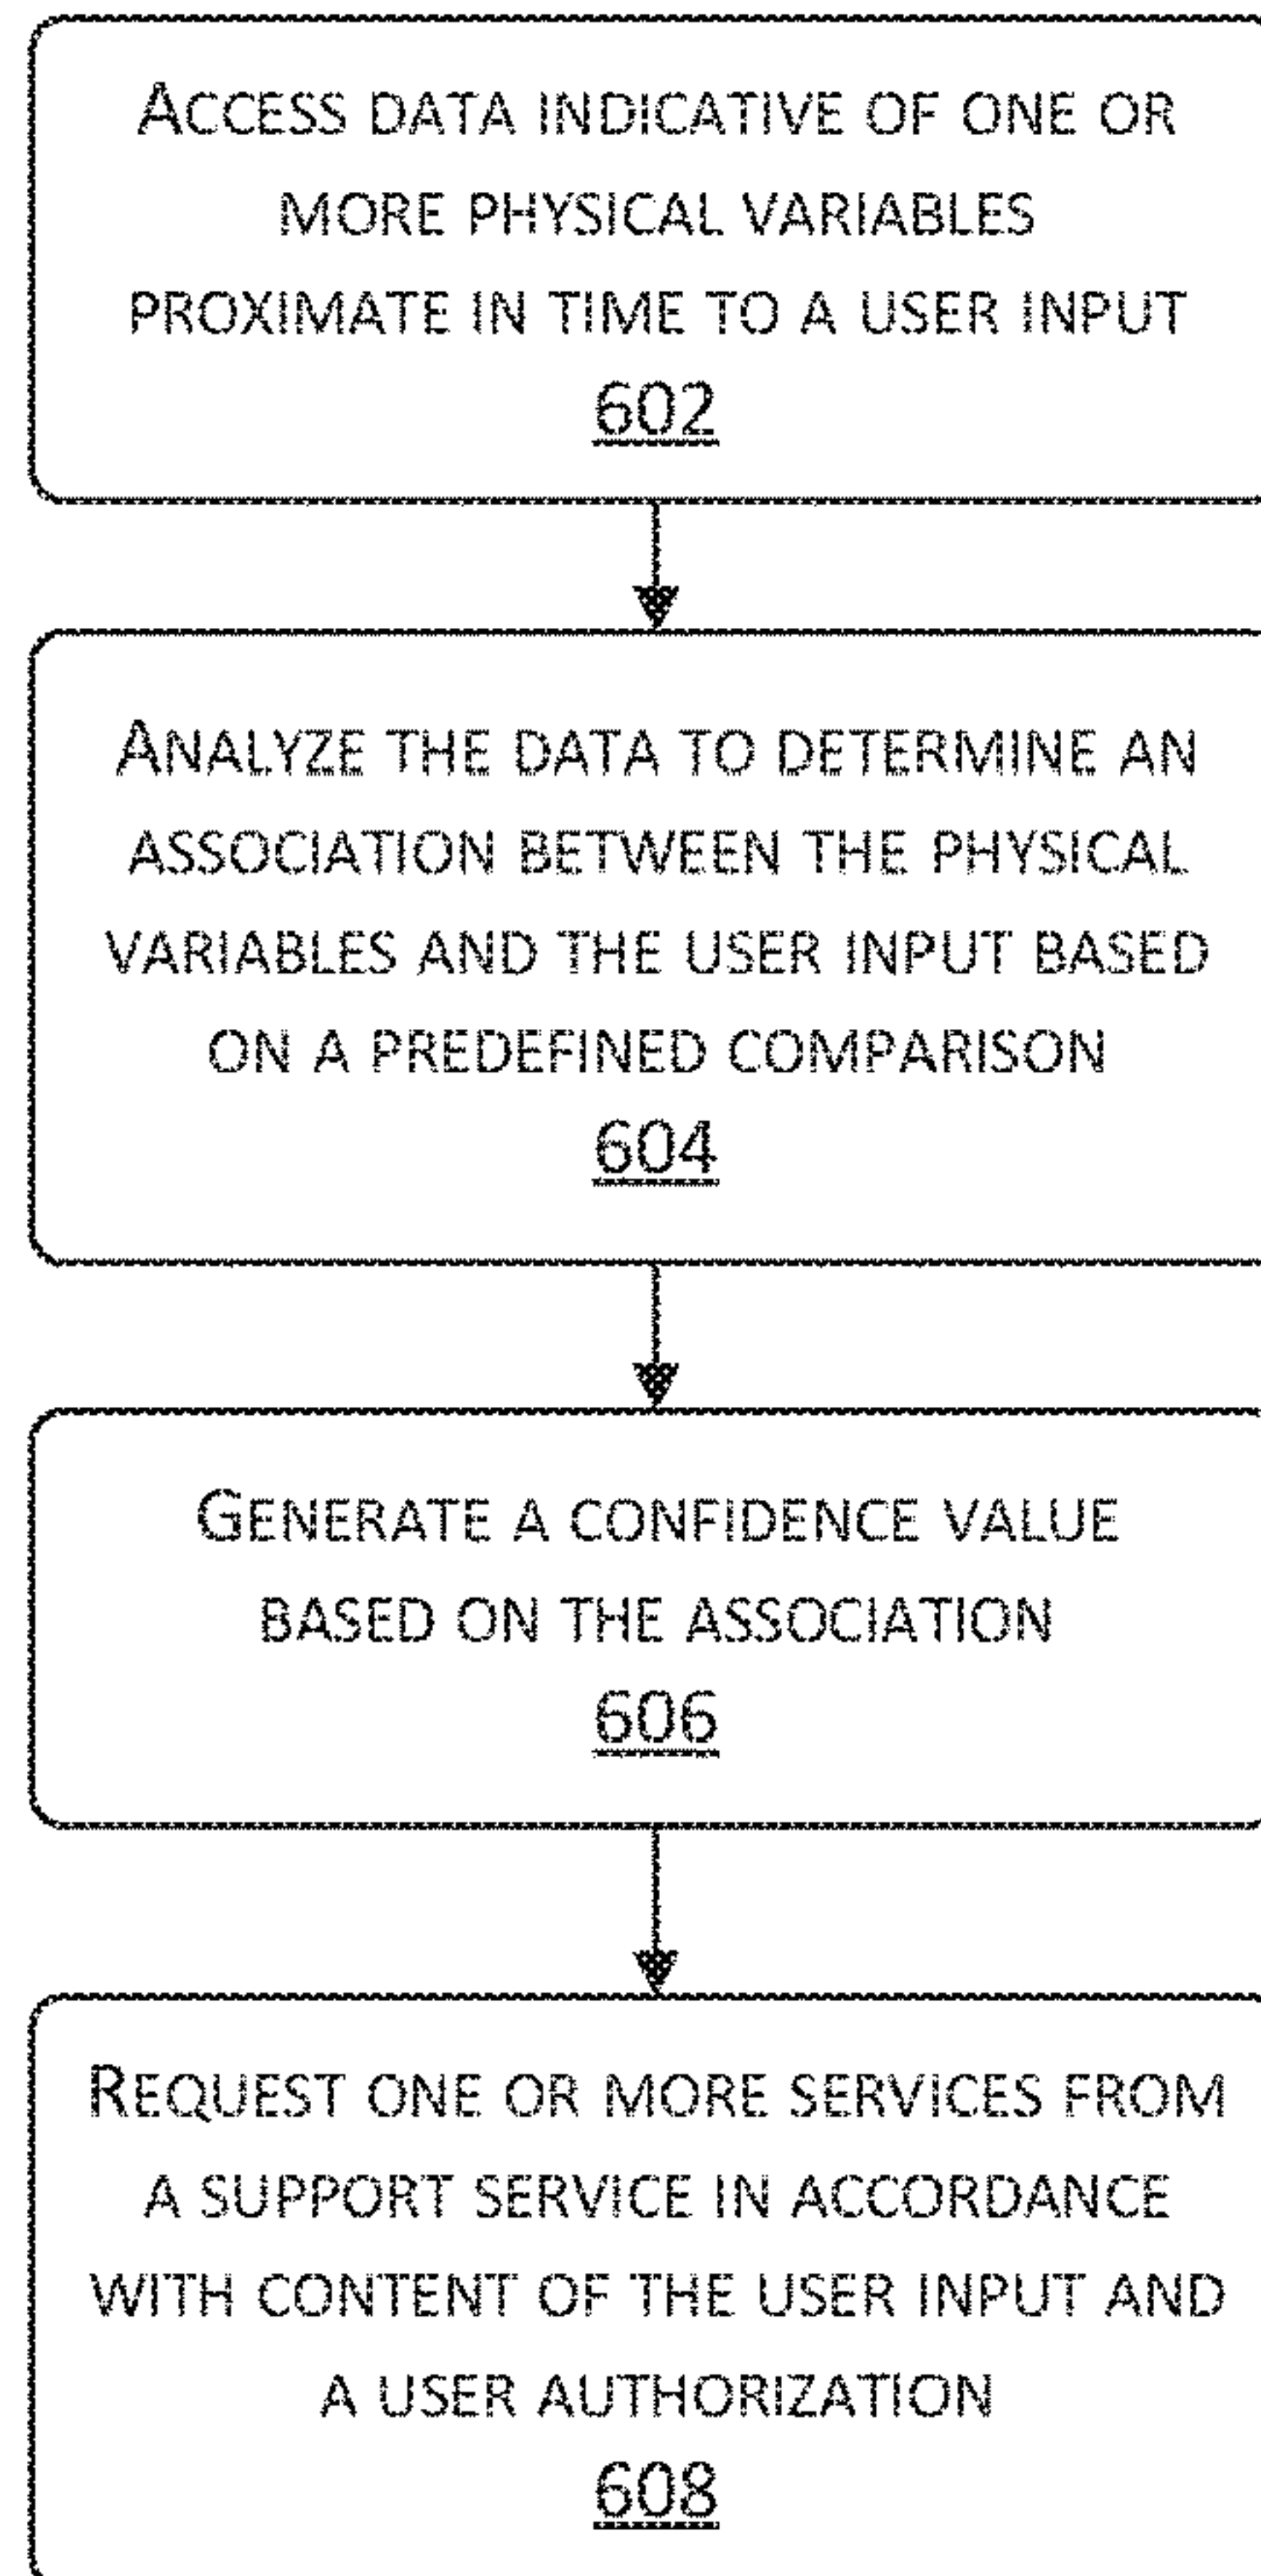 ACCESS DATA INDICATIVE OF ONE OR
MORE PHYSICAL VARIABLES
PROXIMATE IN TIME TO A USER INPUT
602
ANALYZE THE DATA TO DETERMINE AN
ASSOCIATION BETWEEN THE PHYSICAL
VARIABLES AND THE USER INPUT BASED
ON A PREDEFINED COMPARISON
604
GENERATE A CONFIDENCE VALUE
BASED ON THE ASSOCIATION
606
REQUEST ONE OR MORE SERVICES FROM
A SUPPORT SERVICE IN ACCORDANCE
WITH CONTENT OF THE USER INPUT AND
A USER AUTHORIZATION
608